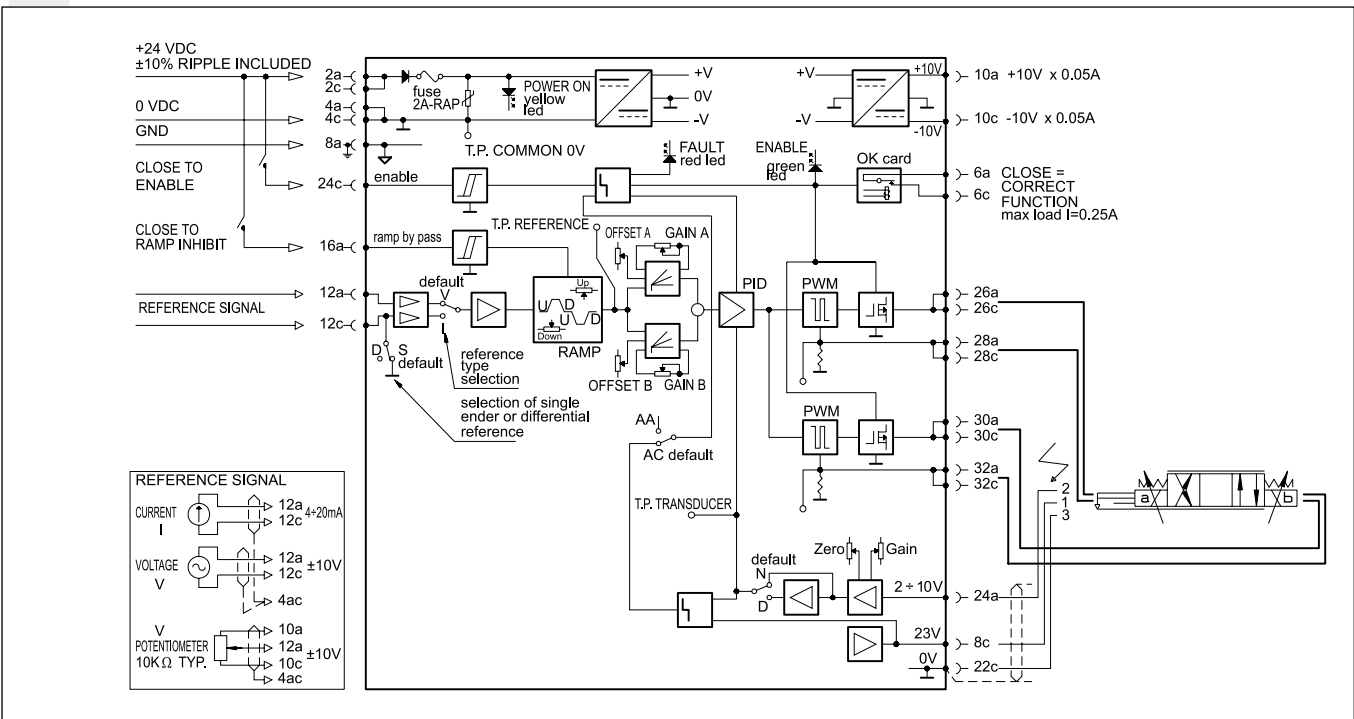 +24 VDC
±10% RIPPLE INCLUDED
2a
2c
0 VDC
4a
4c
GND
8a
CLOSE TO
ENABLE
24c
CLOSE TO
RAMP INHIBIT
16a
REFERENCE SIGNAL
12a
12c
fuse
2A-RAP
POWER ON
yellow
led
+V
0V
-V
T.P. COMMON 0V
+V
-V
+10V
-10V
10a +10V x 0.05A
10c -10V x 0.05A
enable
FAULT
red led
ENABLE
green
led
OK card
6a CLOSE =
6c CORRECT
FUNCTION
max load I=0.25A
ramp by pass
T.P. REFERENCE
OFFSET A
GAIN A
default
V
I
Up
U D
U D
Down
RAMP
D
S
default
reference
type
selection
selection of single
ender or differential
reference
OFFSET B
GAIN B
PID
PWM
26a
26c
28a
28c
PWM
30a
30c
32a
32c
AA
AC default
T.P. TRANSDUCER
default
N
D
Zero
Gain
2 ÷ 10V
24a
23V
8c
0V
22c
2
1
3
a
b
REFERENCE SIGNAL
CURRENT
I
12a
12c
4÷20mA
VOLTAGE
V
12a
12c
±10V
4ac
V
POTENTIOMETER
10KΩ TYP.
10a
12a
10c
±10V
4ac